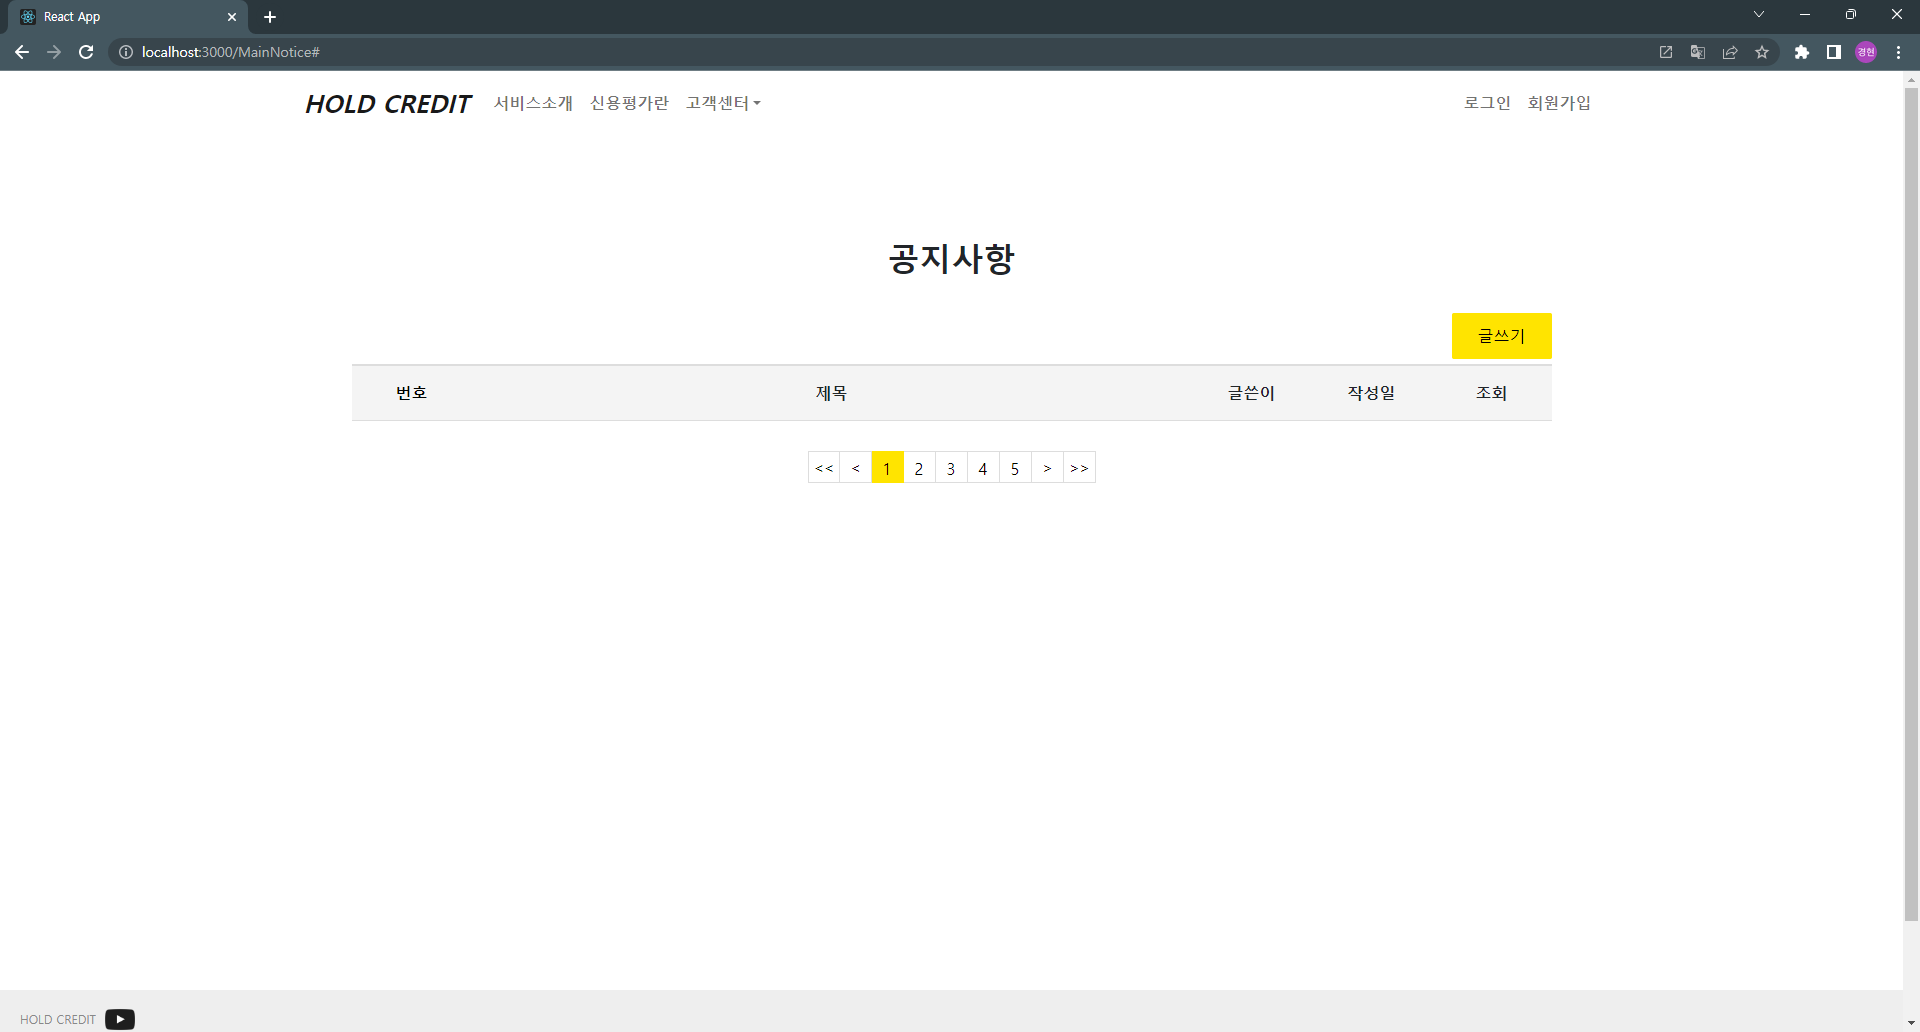 React App
localhost:3000/MainNotice#
경현
HOLD CREDIT 서비스소개 신용평가란 고객센터 로그인 회원가입
공지사항
글쓰기
번호 제목 글쓴이 작성일 조회
<< < 1 2 3 4 5 > >>
HOLD CREDIT